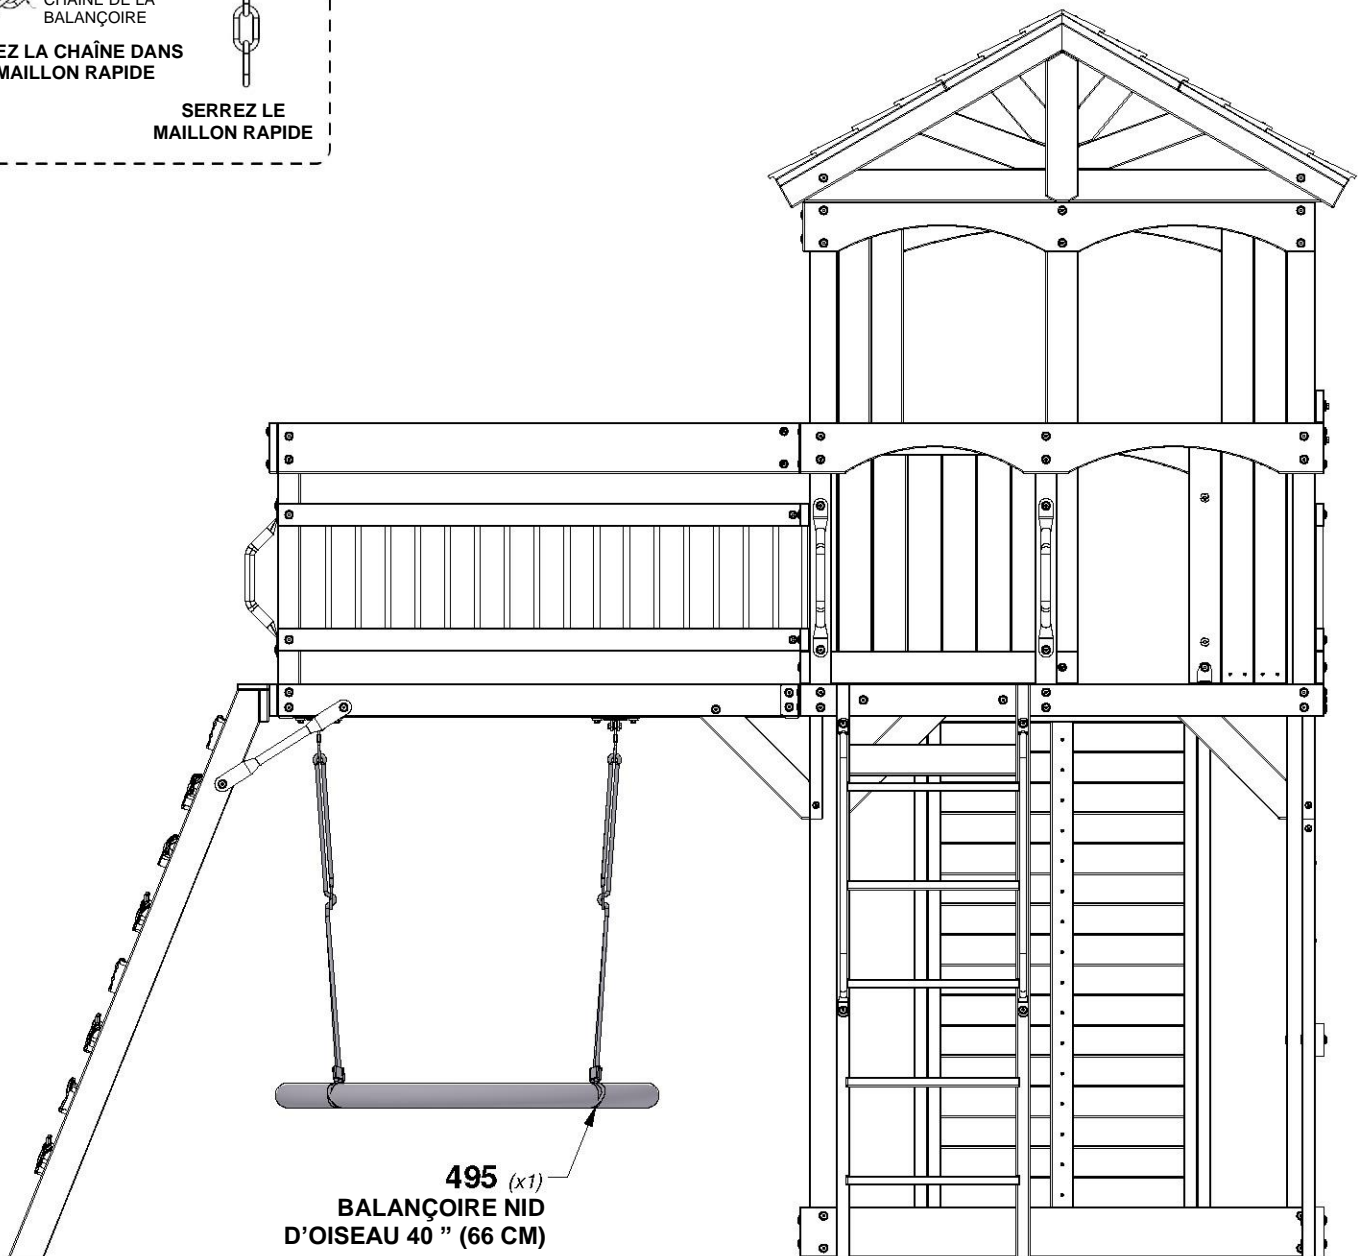 CHAÎNE DE LA
BALANÇOIRE
EZ LA CHAÎNE DANS
MAILLON RAPIDE
SERREZ LE
MAILLON RAPIDE
495 (x1)
BALANÇOIRE NID
D'OISEAU 40 ” (66 CM)